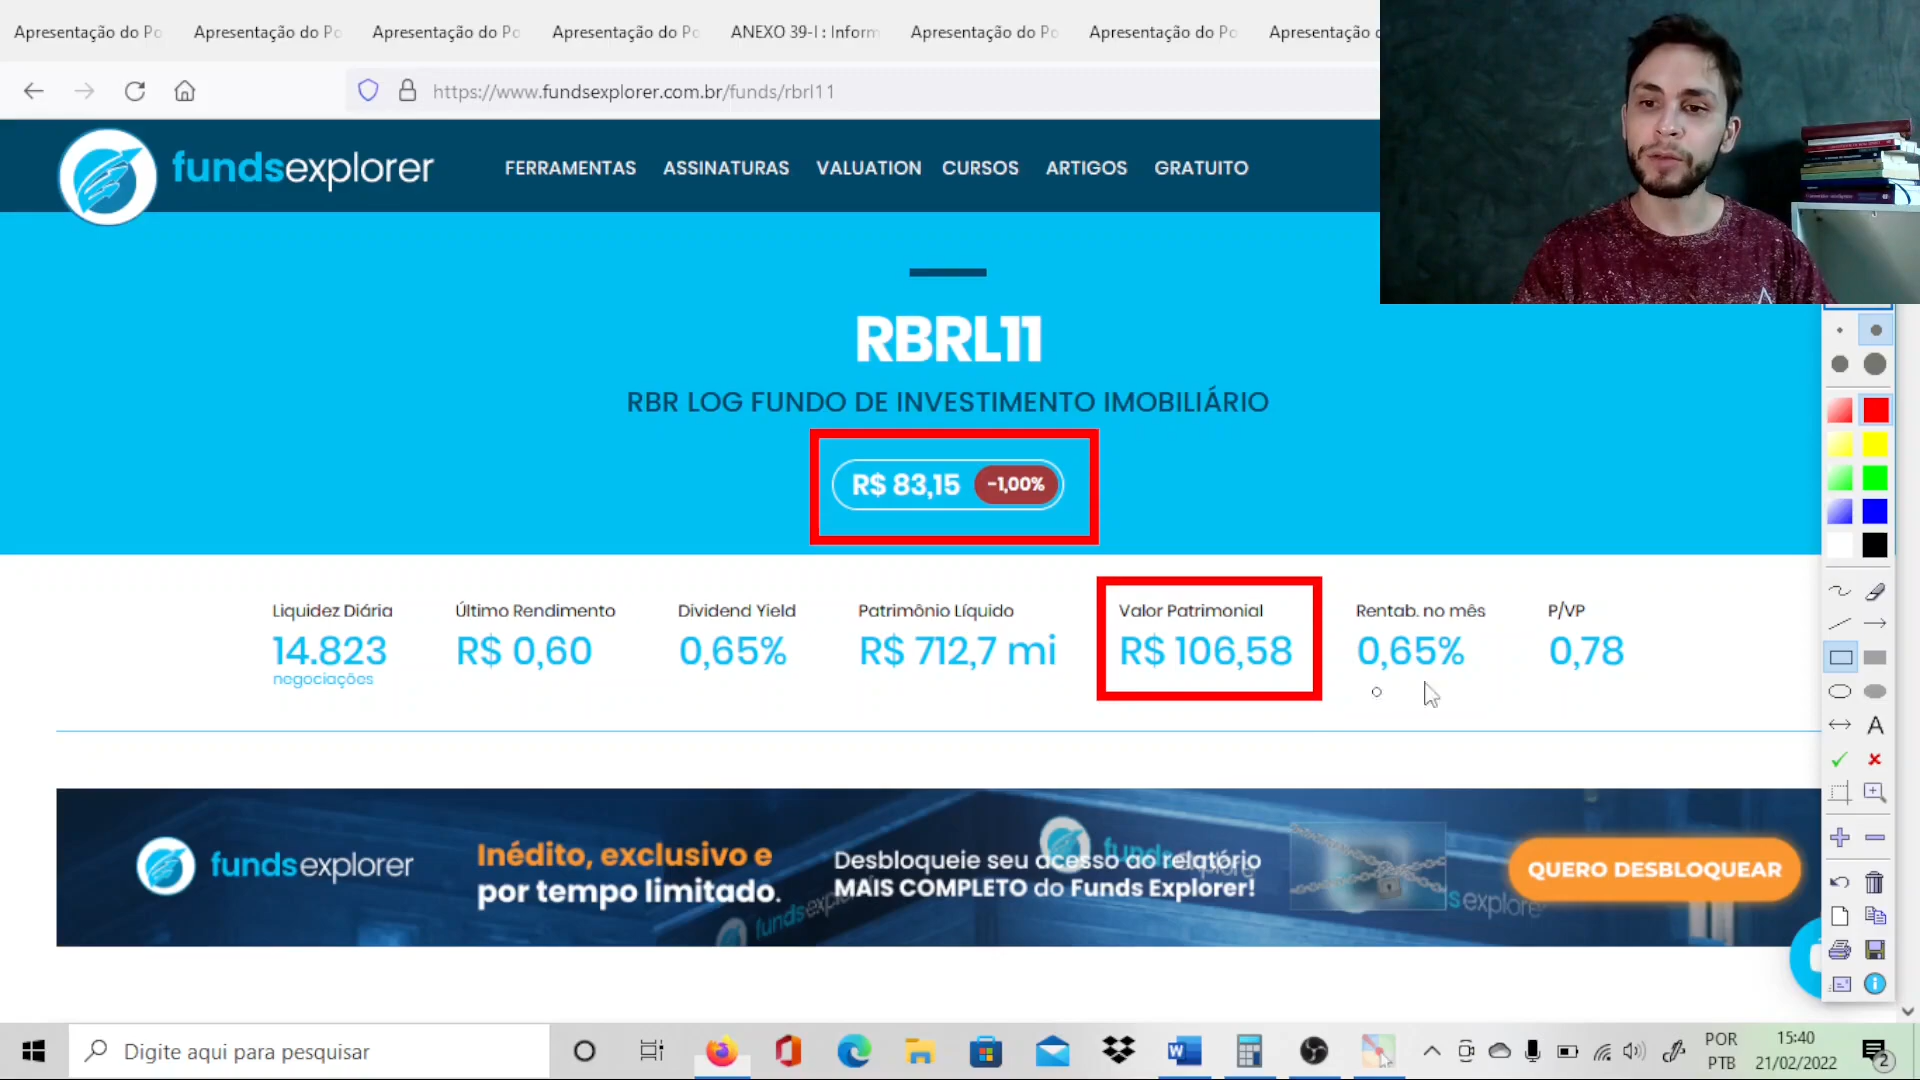 Apresentação do Po
Apresentação do Po
Apresentação do Po
Apresentação do Po
ANEXO 39-I : Inform
Apresentação do Po
Apresentação do Po
Apresentação d
https://www.fundsexplorer.com.br/funds/rbrl11
fundsexplorer
FERRAMENTAS ASSINATURAS VALUATION CURSOS ARTIGOS GRATUITO
RBRL11
RBR LOG FUNDO DE INVESTIMENTO IMOBILIÁRIO
R$ 83,15 -1,00%
Liquidez Diária Último Rendimento Dividend Yield Patrimônio Líquido Valor Patrimonial Rentab. no mês P/VP
14.823 R$ 0,60 0,65% R$ 712,7 mi R$ 106,58 0,65% 0,78
negociações
fundsexplorer
Inédito, exclusivo e
por tempo limitado.
Desbloqueie seu acesso ao relatório
MAIS COMPLETO do Funds Explorer!
QUERO DESBLOQUEAR
A
Digite aqui para pesquisar
POR
PTB
15:40
21/02/2022
2